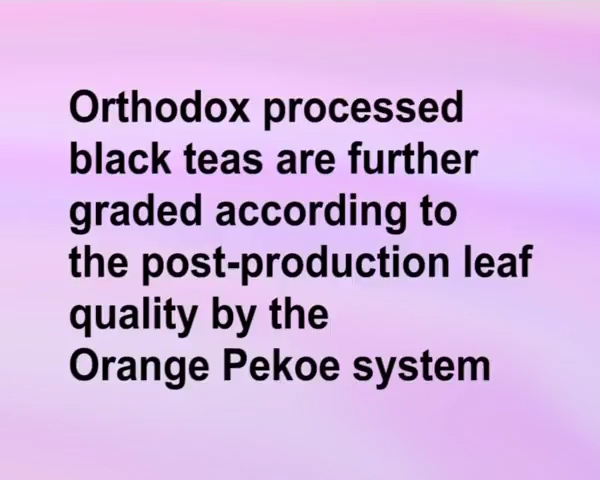 Orthodox processed
black teas are further
graded according to
the post-production leaf
quality by the
Orange Pekoe system